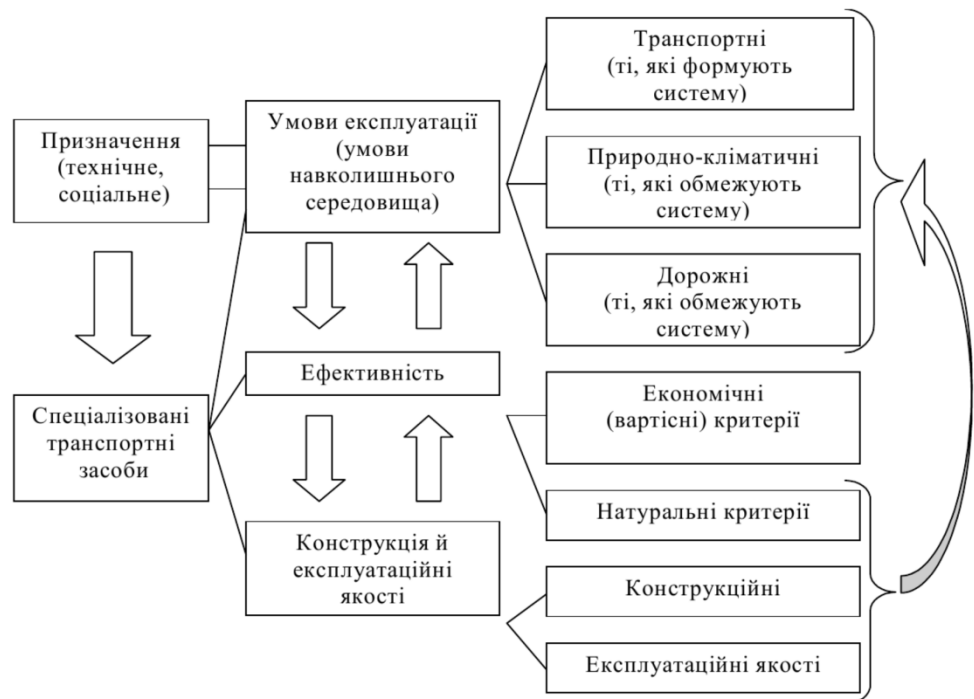 Призначення
(технічне,
соціальне)
Спеціалізовані
транспортні
засоби
Умови експлуатації
(умови
навколишнього
середовища)
Ефективність
Конструкція й
експлуатаційні
якості
Транспортні
(ті, які формують
систему)
Природно-кліматичні
(ті, які обмежують
систему)
Дорожні
(ті, які обмежують
систему)
Економічні
(вартісні) критерії
Натуральні критерії
Конструкційні
Експлуатаційні якості